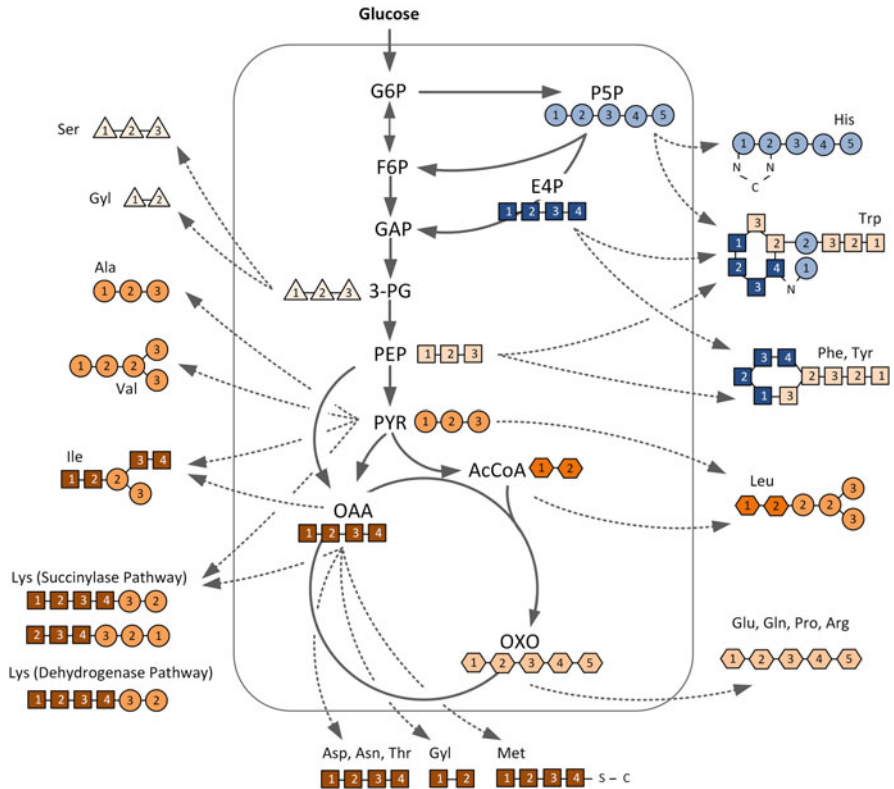 Glucose
G6P
P5P
1 2 3 4 5
His
1 2 3 4 5
N N
C
Ser 1 2 3
F6P
E4P
1 2 3 4
Gyl 1 2
GAP
Trp
3
1 2 2 3 2 1
2 4 1
3 N
Ala
1 2 3
1 2 3 3-PG
Val
1 2 2 3
3
PEP 1 2 3
Phe, Tyr
3 4
2 2 3 2 1
1 3
PYR 1 2 3
Ile
3 4
1 2 2
3
AcCoA 1 2
Leu
1 2 2 2 3
3
OAA
1 2 3 4
Lys (Succinylase Pathway)
1 2 3 4 3 2
2 3 4 3 2 1
Lys (Dehydrogenase Pathway)
1 2 3 4 3 2
OXO
1 2 3 4 5
Glu, Gln, Pro, Arg
1 2 3 4 5
Asp, Asn, Thr
1 2 3 4
Gyl
1 2
Met
1 2 3 4 S – C